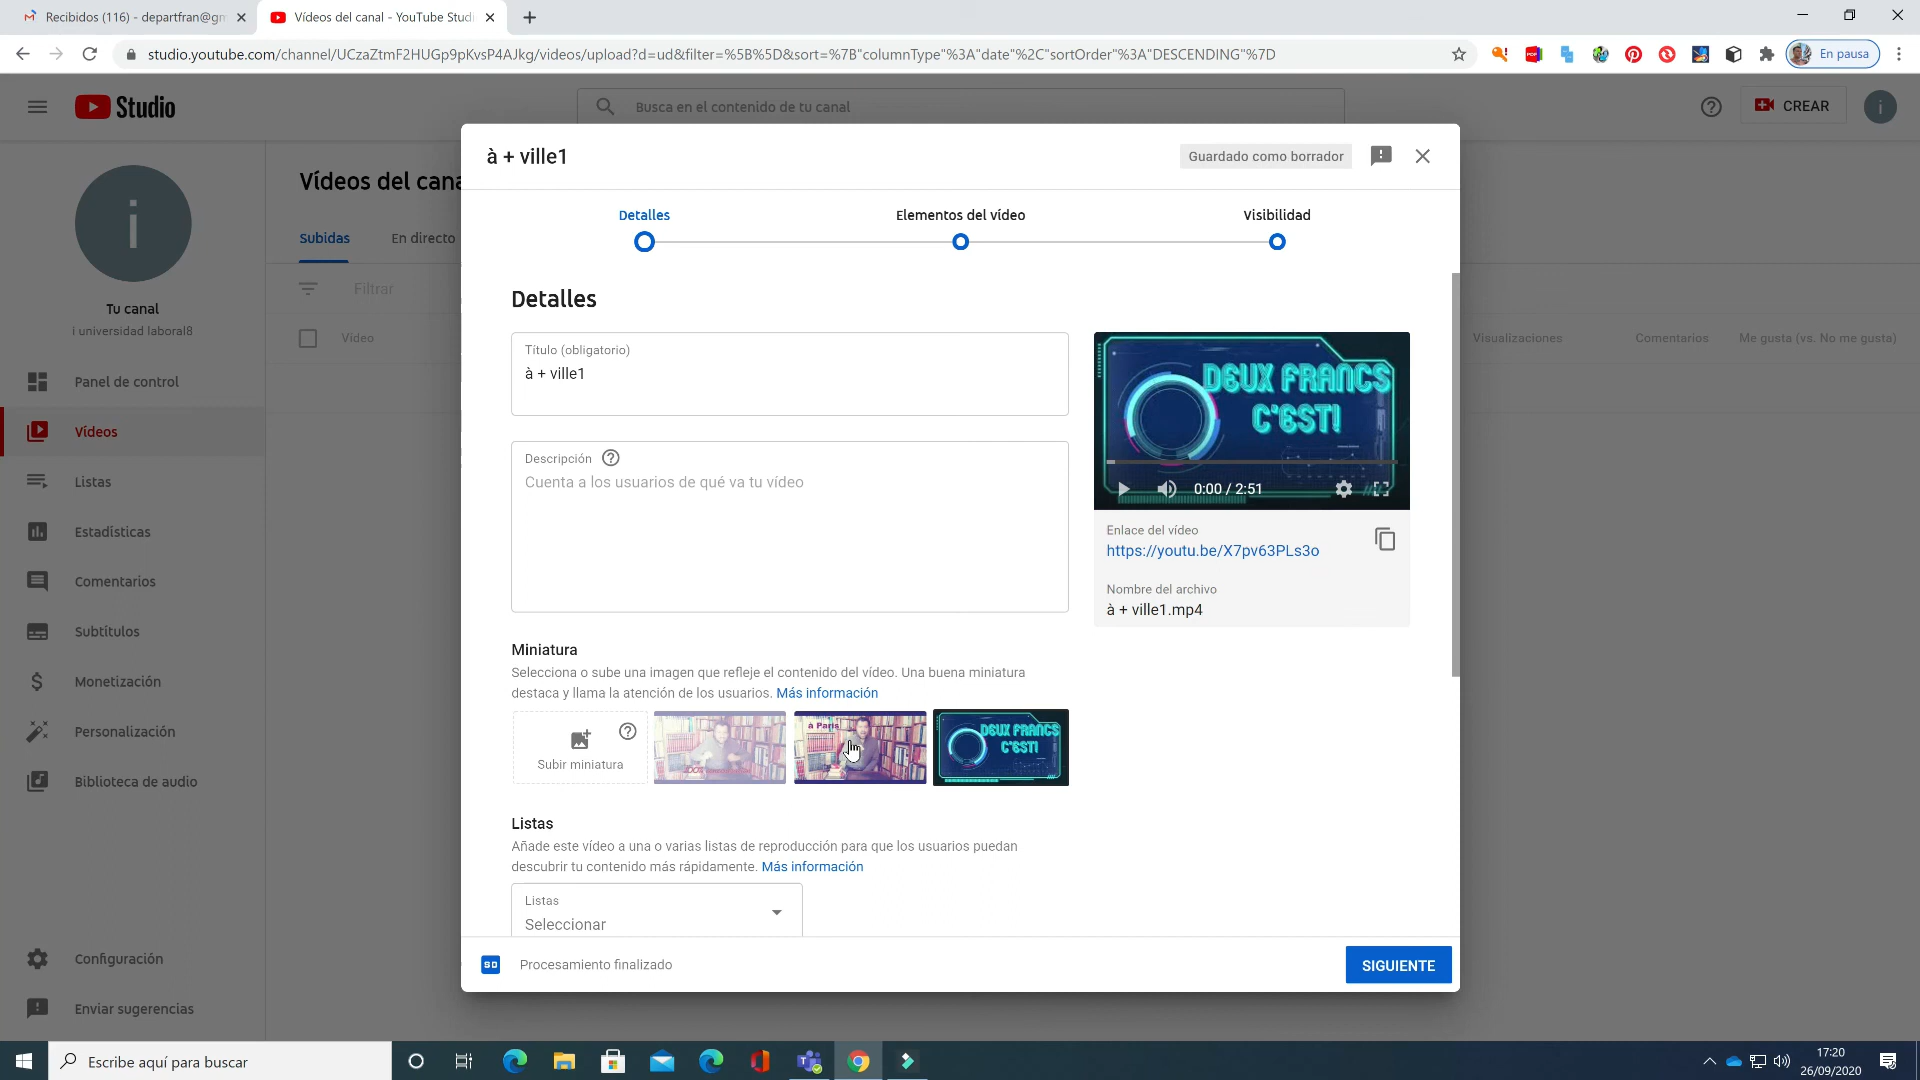 Recibidos (116) - departfran@gm
Vídeos del canal - YouTube Studi
studio.youtube.com/channel/UCzaZtmF2HUGp9pKvsP4AJkg/videos/upload?d=ud&filter=%5B%5D&sort=%7B"columnType"%3A"date"%2C"sortOrder"%3A"DESCENDING"%7D
En pausa
Studio
Busca en el contenido de tu canal
CREAR
i
à + ville1
Guardado como borrador
Vídeos del cana
Detalles
Elementos del vídeo
Visibilidad
Subidas
En directo
Filtrar
Vídeo
Visualizaciones
Comentarios
Me gusta (vs. No me gusta)
i
Tu canal
i universidad laboral8
Panel de control
Vídeos
Listas
Estadísticas
Comentarios
Subtítulos
Monetización
Personalización
Biblioteca de audio
Configuración
Enviar sugerencias
Detalles
Título (obligatorio)
à + ville1
Descripción
Cuenta a los usuarios de qué va tu vídeo
DEUX FRANCS
C'EST!
0:00 / 2:51
Enlace del vídeo
https://youtu.be/X7pv63PLs3o
Nombre del archivo
à + ville1.mp4
Miniatura
Selecciona o sube una imagen que refleje el contenido del vídeo. Una buena miniatura
destaca y llama la atención de los usuarios. Más información
Subir miniatura
à Paris
DEUX FRANCS
C'EST!
Listas
Añade este vídeo a una o varias listas de reproducción para que los usuarios puedan
descubrir tu contenido más rápidamente. Más información
Listas
Seleccionar
SD
Procesamiento finalizado
SIGUIENTE
Escribe aquí para buscar
17:20
26/09/2020